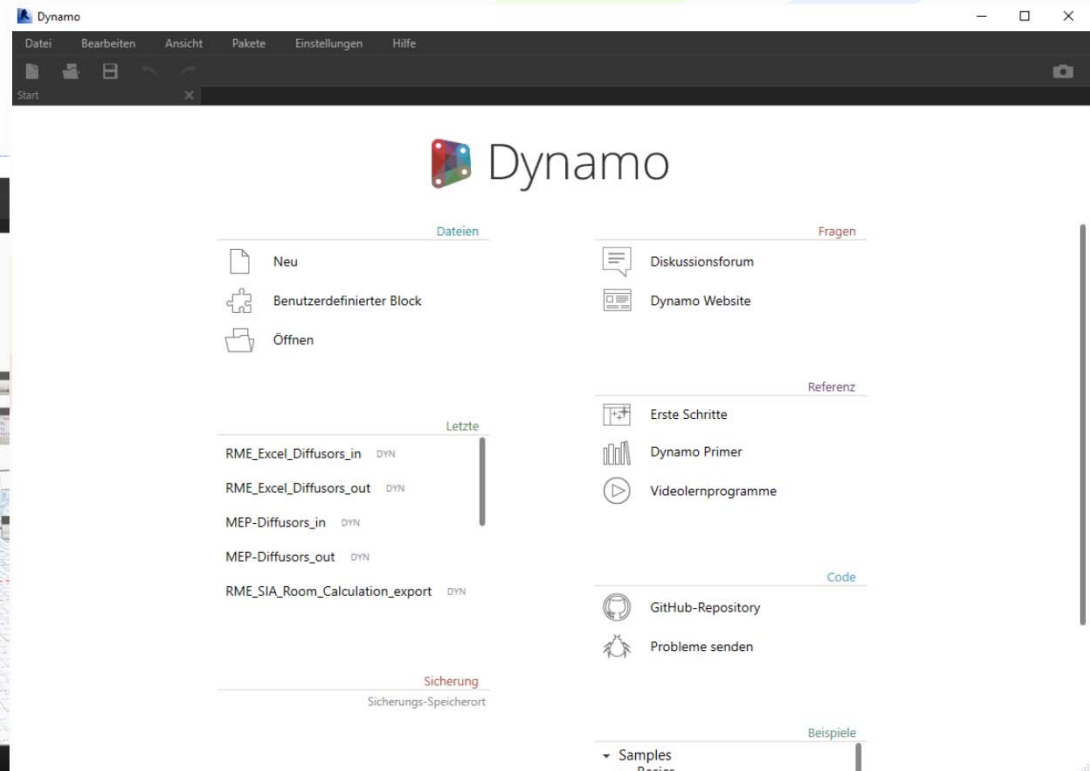 Dynamo
Datei Bearbeiten Ansicht Pakete Einstellungen Hilfe
Start
Dynamo
Dateien
Neu
Benutzerdefinierter Block
Öffnen
Letzte
RME_Excel_Diffusors_in DYN
RME_Excel_Diffusors_out DYN
MEP-Diffusors_in DYN
MEP-Diffusors_out DYN
RME_SIA_Room_Calculation_export DYN
Sicherung
Sicherungs-Speicherort
Fragen
Diskussionsforum
Dynamo Website
Referenz
Erste Schritte
Dynamo Primer
Videolernprogramme
Code
GitHub-Repository
Probleme senden
Beispiele
Samples
Basics